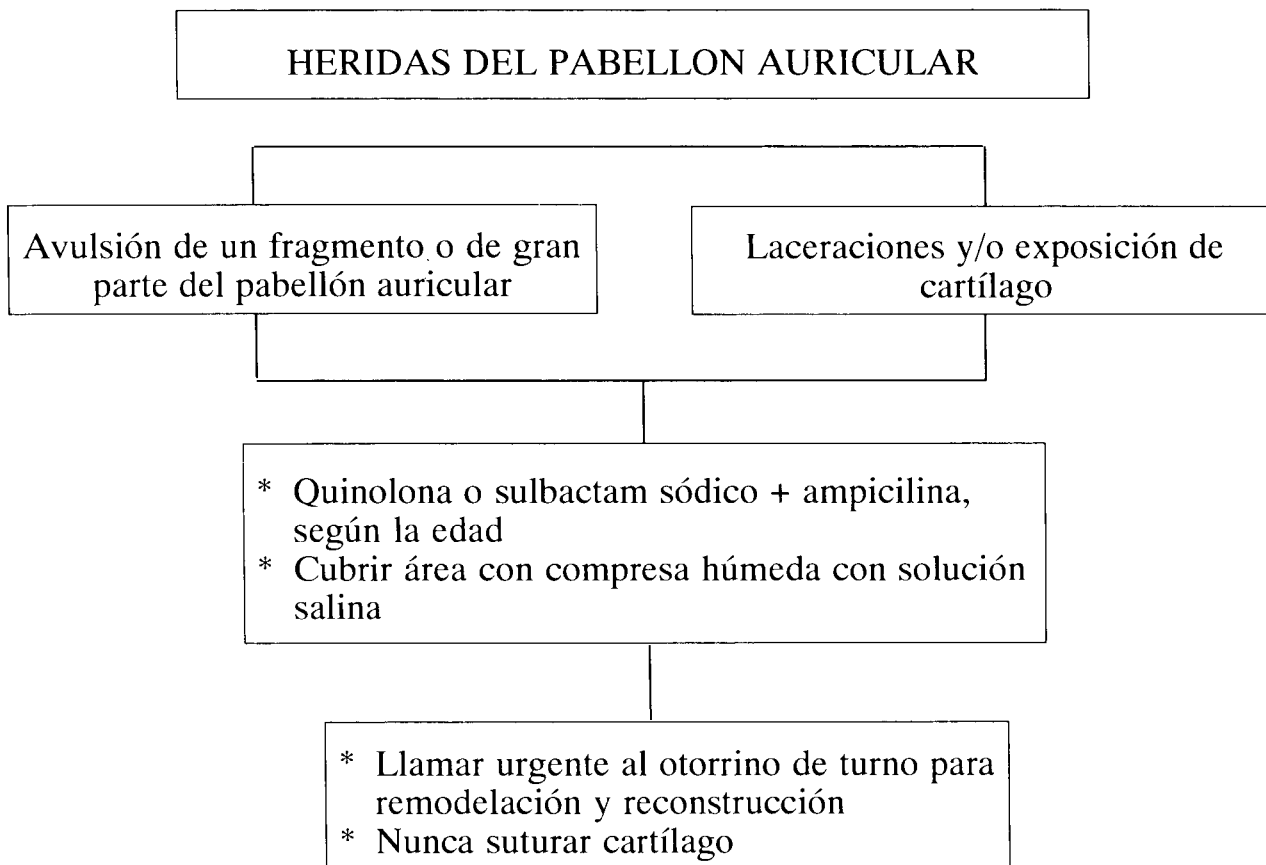 HERIDAS DEL PABELLON AURICULAR
Avulsión de un fragmento o de gran
parte del pabellón auricular
Laceraciones y/o exposición de
cartílago
* Quinolona o sulbactam sódico + ampicilina,
según la edad
* Cubrir área con compresa húmeda con solución
salina
* Llamar urgente al otorrino de turno para
remodelación y reconstrucción
* Nunca suturar cartílago